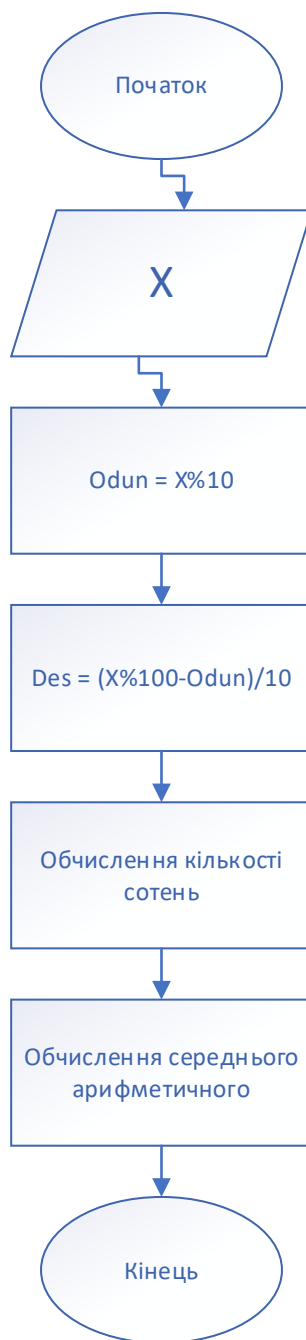 Початок
X
Odun = X%10
Des = (X%100-Odun)/10
Обчислення кількості
сотень
Обчислення середнього
арифметичного
Кінець